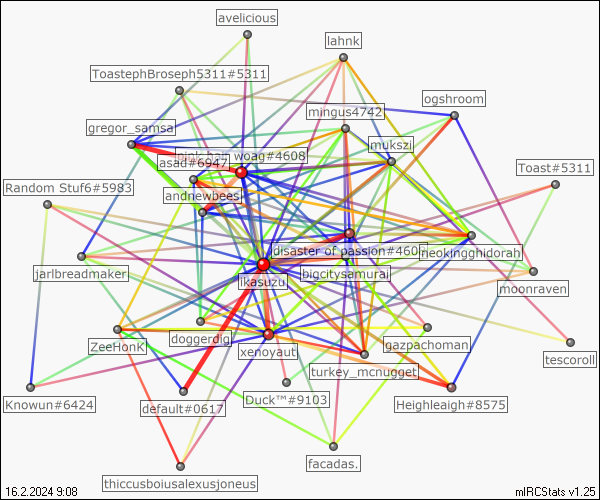 avelicious
lahnk
ToastephBroseph5311#5311
ogshroom
mingus4742
gregor_samsa
jmukszi
woag#4608
asad#6947
Toast#5311
Random Stuf6#5983
andnewbees
disaster of passion#460
neokingghidorah
jarlbreadmaker
bigcitysamurai
ikasuzu
moonraven
doggerdig
gazpachoman
ZeeHonk
xenoyaut
tescoroll
turkey_mcnugget
Knowun#6424
default#0617
Duck™#9103
Heighleaigh#8575
facadas.
thiccusboiusalexusjoneus
16.2.2024 9:08
mIRCStats v1.25